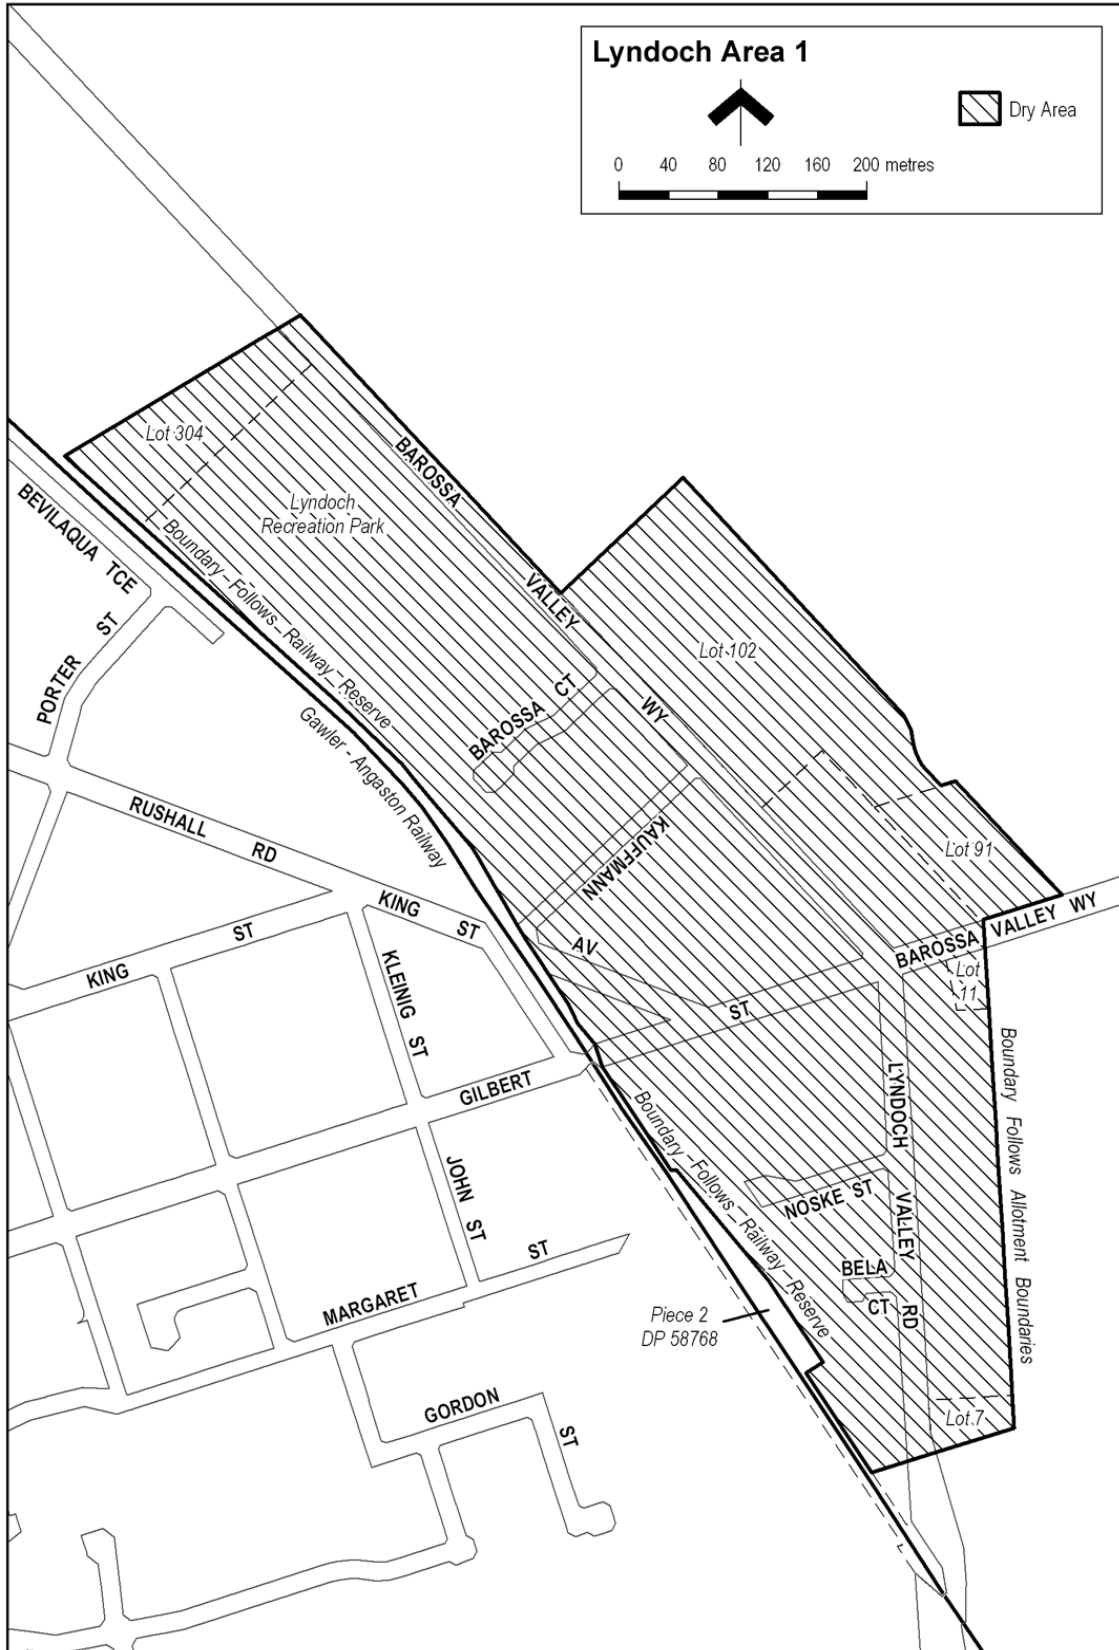 Lyndoch Area 1
Dry Area
0 40 80 120 160 200 metres
Lot 304
BAROSSA
VALLEY
WY
Lyndoch
Recreation Park
BEVILAQUA TCE
Boundary Follows Railway Reserve
PORTER ST
Gawler - Angaston Railway
Lot 102
BAROSSA CT
RUSHALL
RD
KAUFFMANN
AV
Lot 91
KING ST
KING ST
BAROSSA VALLEY WY
Lot
11
KLEINIG ST
GILBERT
ST
LYNDOCH
VALLEY
RD
Boundary Follows Allotment Boundaries
Boundary Follows Railway Reserve
JOHN ST
NOSKE ST
BELA
CT
MARGARET
ST
Piece 2
DP 58768
GORDON
ST
Lot 7